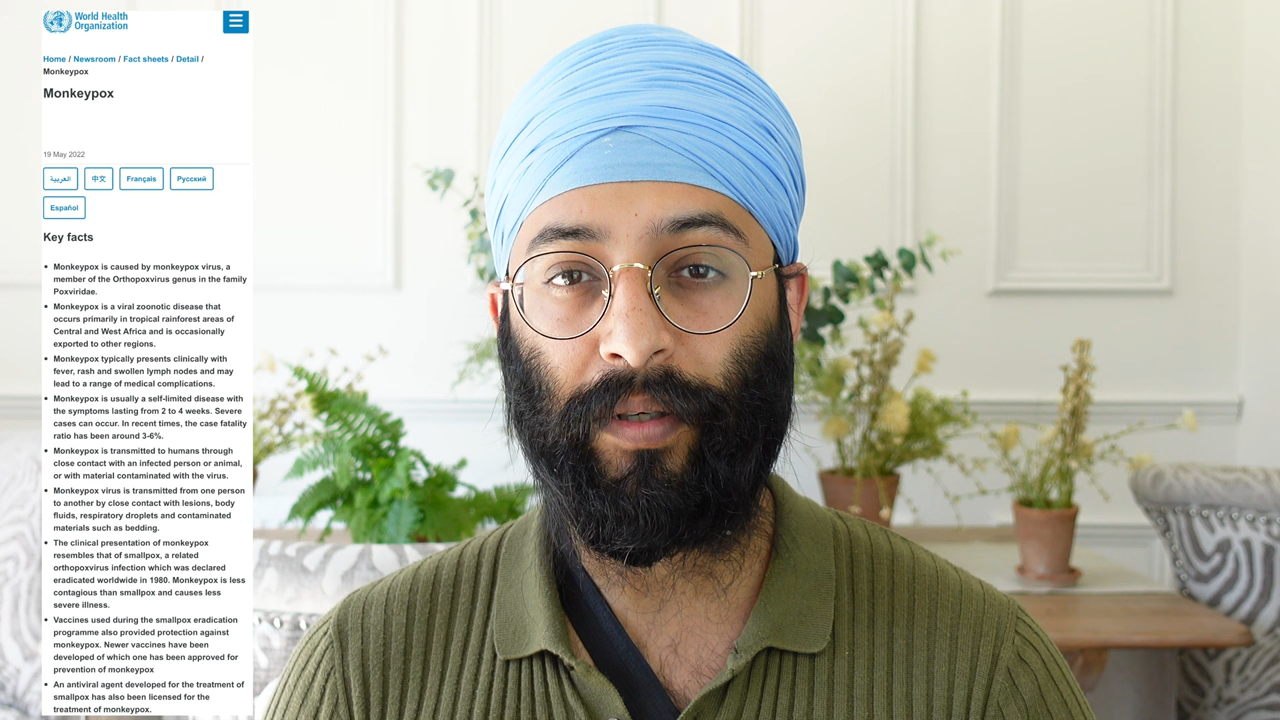 World Health
Organization
Home / Newsroom / Fact sheets / Detail /
Monkeypox
Monkeypox
19 May 2022
العربية
中文
Français
Русский
Español
Key facts
• Monkeypox is caused by monkeypox virus, a
member of the Orthopoxvirus genus in the family
Poxviridae.
• Monkeypox is a viral zoonotic disease that
occurs primarily in tropical rainforest areas of
Central and West Africa and is occasionally
exported to other regions.
• Monkeypox typically presents clinically with
fever, rash and swollen lymph nodes and may
lead to a range of medical complications.
• Monkeypox is usually a self-limited disease with
the symptoms lasting from 2 to 4 weeks. Severe
cases can occur. In recent times, the case fatality
ratio has been around 3-6%.
• Monkeypox is transmitted to humans through
close contact with an infected person or animal,
or with material contaminated with the virus.
• Monkeypox virus is transmitted from one person
to another by close contact with lesions, body
fluids, respiratory droplets and contaminated
materials such as bedding.
• The clinical presentation of monkeypox
resembles that of smallpox, a related
orthopoxvirus infection which was declared
eradicated worldwide in 1980. Monkeypox is less
contagious than smallpox and causes less
severe illness.
• Vaccines used during the smallpox eradication
programme also provided protection against
monkeypox. Newer vaccines have been
developed of which one has been approved for
prevention of monkeypox
• An antiviral agent developed for the treatment of
smallpox has also been licensed for the
treatment of monkeypox.